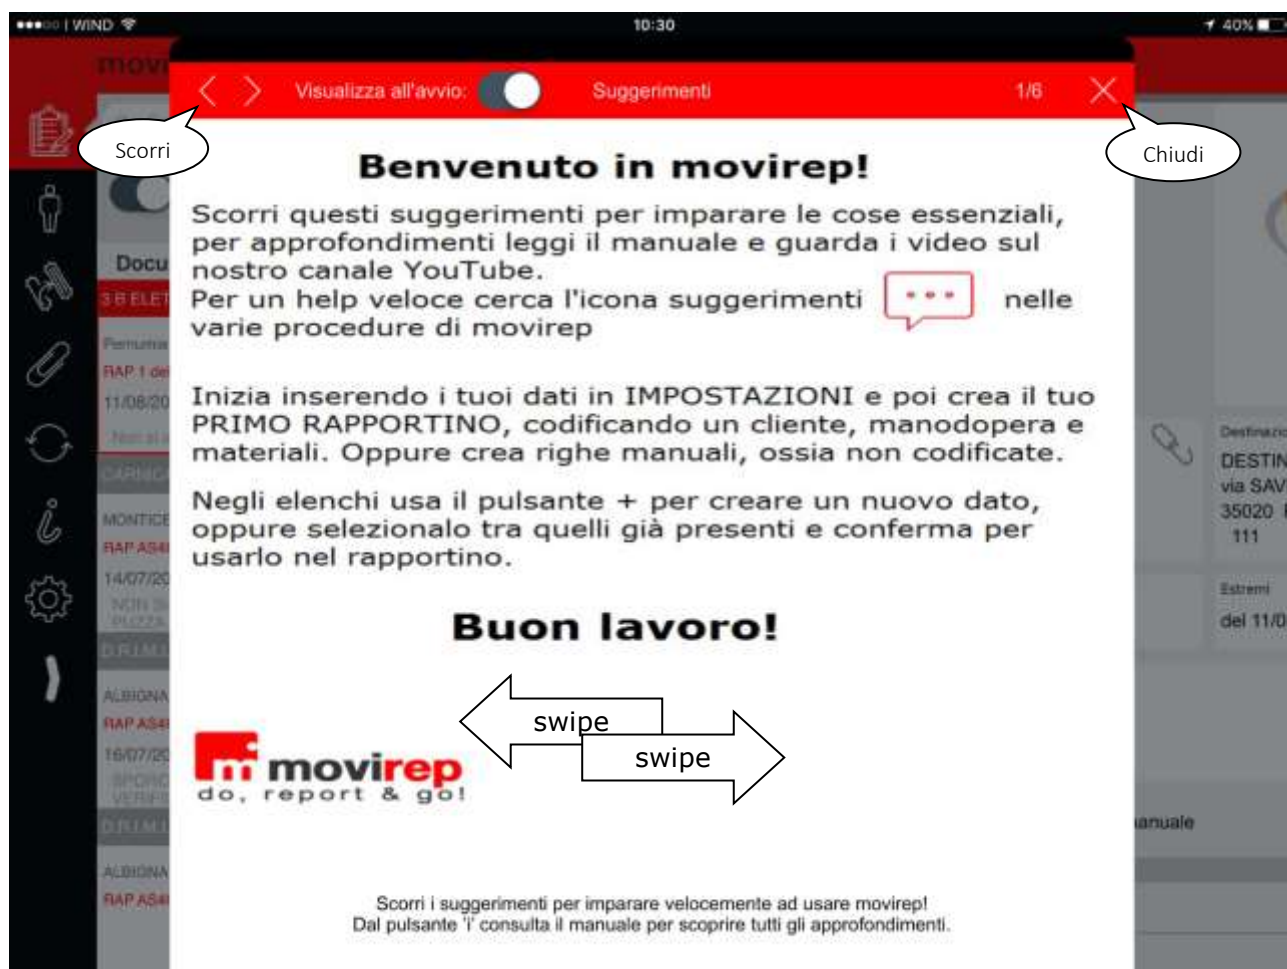 WIND
10:30
40%
Visualizza all'avvio:
Suggerimenti
1/6
Scorri
Chiudi
Benvenuto in movirep!
Scorri questi suggerimenti per imparare le cose essenziali,
per approfondimenti leggi il manuale e guarda i video sul
nostro canale YouTube.
Per un help veloce cerca l'icona suggerimenti nelle
varie procedure di movirep
Inizia inserendo i tuoi dati in IMPOSTAZIONI e poi crea il tuo
PRIMO RAPPORTINO, codificando un cliente, manodopera e
materiali. Oppure crea righe manuali, ossia non codificate.
Negli elenchi usa il pulsante + per creare un nuovo dato,
oppure selezionalo tra quelli già presenti e conferma per
usarlo nel rapportino.
Buon lavoro!
swipe
swipe
movirep
do, report & go!
Scorri i suggerimenti per imparare velocemente ad usare movirep!
Dal pulsante 'i' consulta il manuale per scoprire tutti gli approfondimenti.
Docu
3 B ELET
RAP 1 del
11/08/20
MONTICE
RAP AS4
14/07/20
ALBIGNA
RAP AS4
16/07/20
ALBIGNA
RAP AS4
DESTIN
via SAV
35020
111
Estremi
del 11/0
anuale